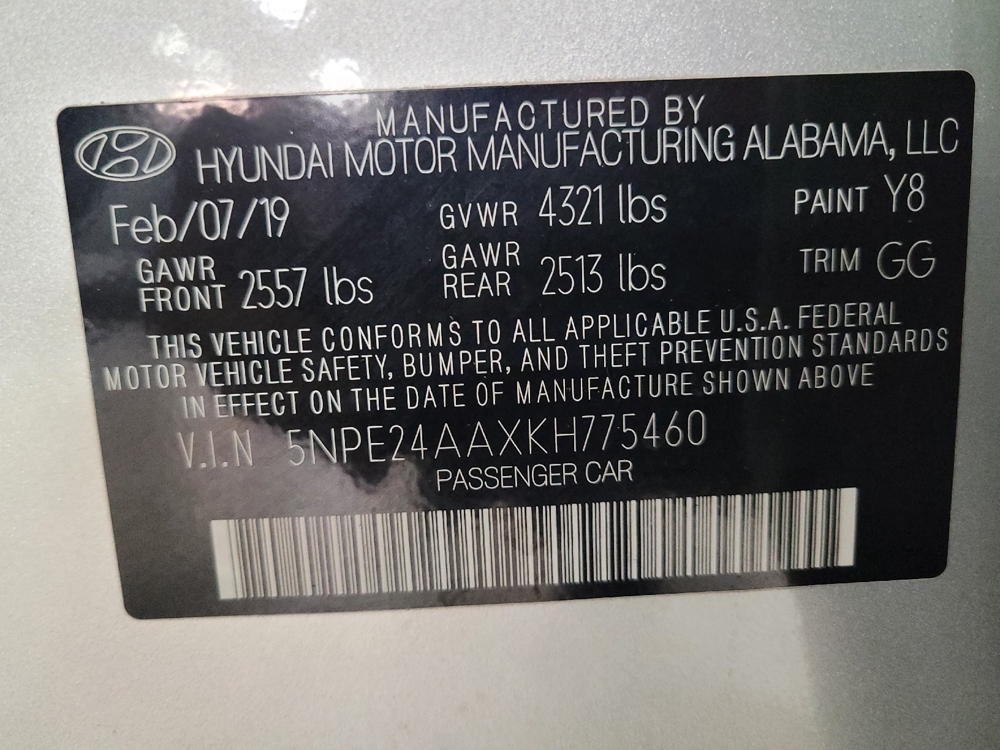 MANUFACTURED BY
HYUNDAI MOTOR MANUFACTURING ALABAMA, LLC
Feb/07/19 GVWR 4321 lbs PAINT Y8
GAWR FRONT 2557 lbs GAWR REAR 2513 lbs TRIM GG
THIS VEHICLE CONFORMS TO ALL APPLICABLE U.S.A. FEDERAL
MOTOR VEHICLE SAFETY, BUMPER, AND THEFT PREVENTION STANDARDS
IN EFFECT ON THE DATE OF MANUFACTURE SHOWN ABOVE
V.I.N 5NPE24AAXKH775460
PASSENGER CAR